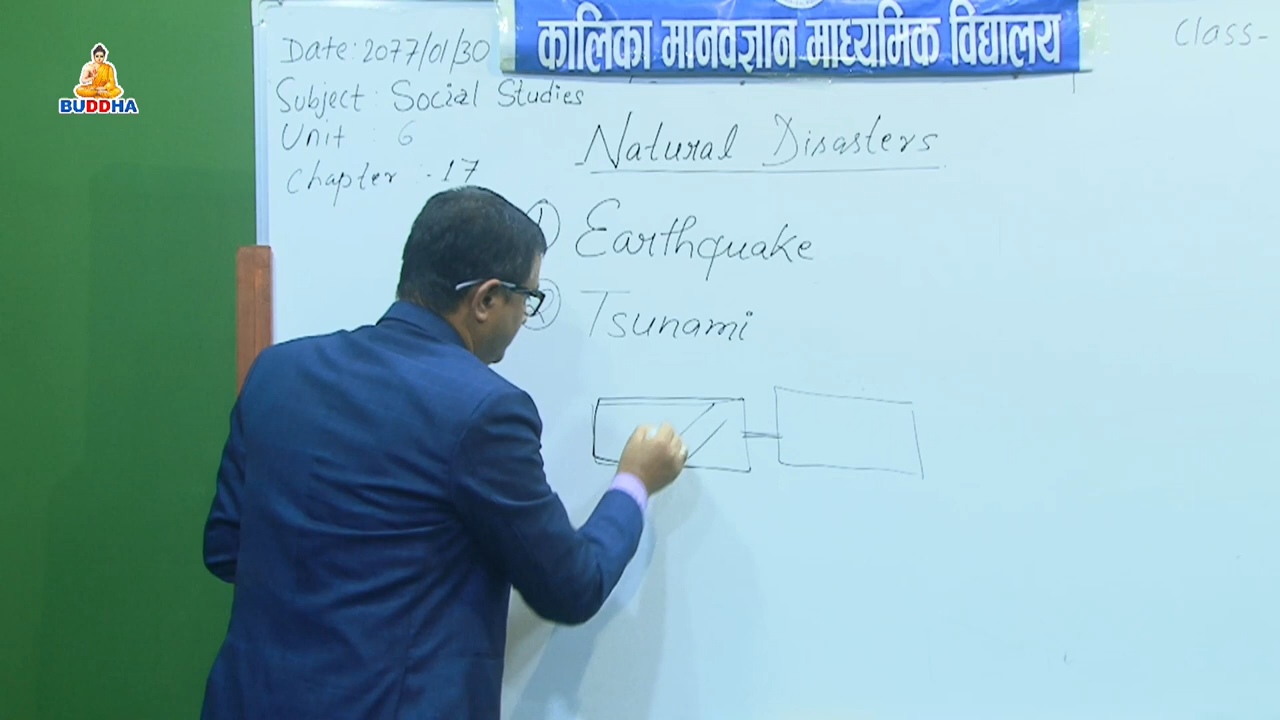 BUDDHA
कालिका मानवज्ञान माध्यमिक विद्यालय
Class-
Date: 2077/01/30
Subject: Social Studies
Unit : 6
Chapter :- 17
Natural Disasters
1 Earthquake
2 Tsunami